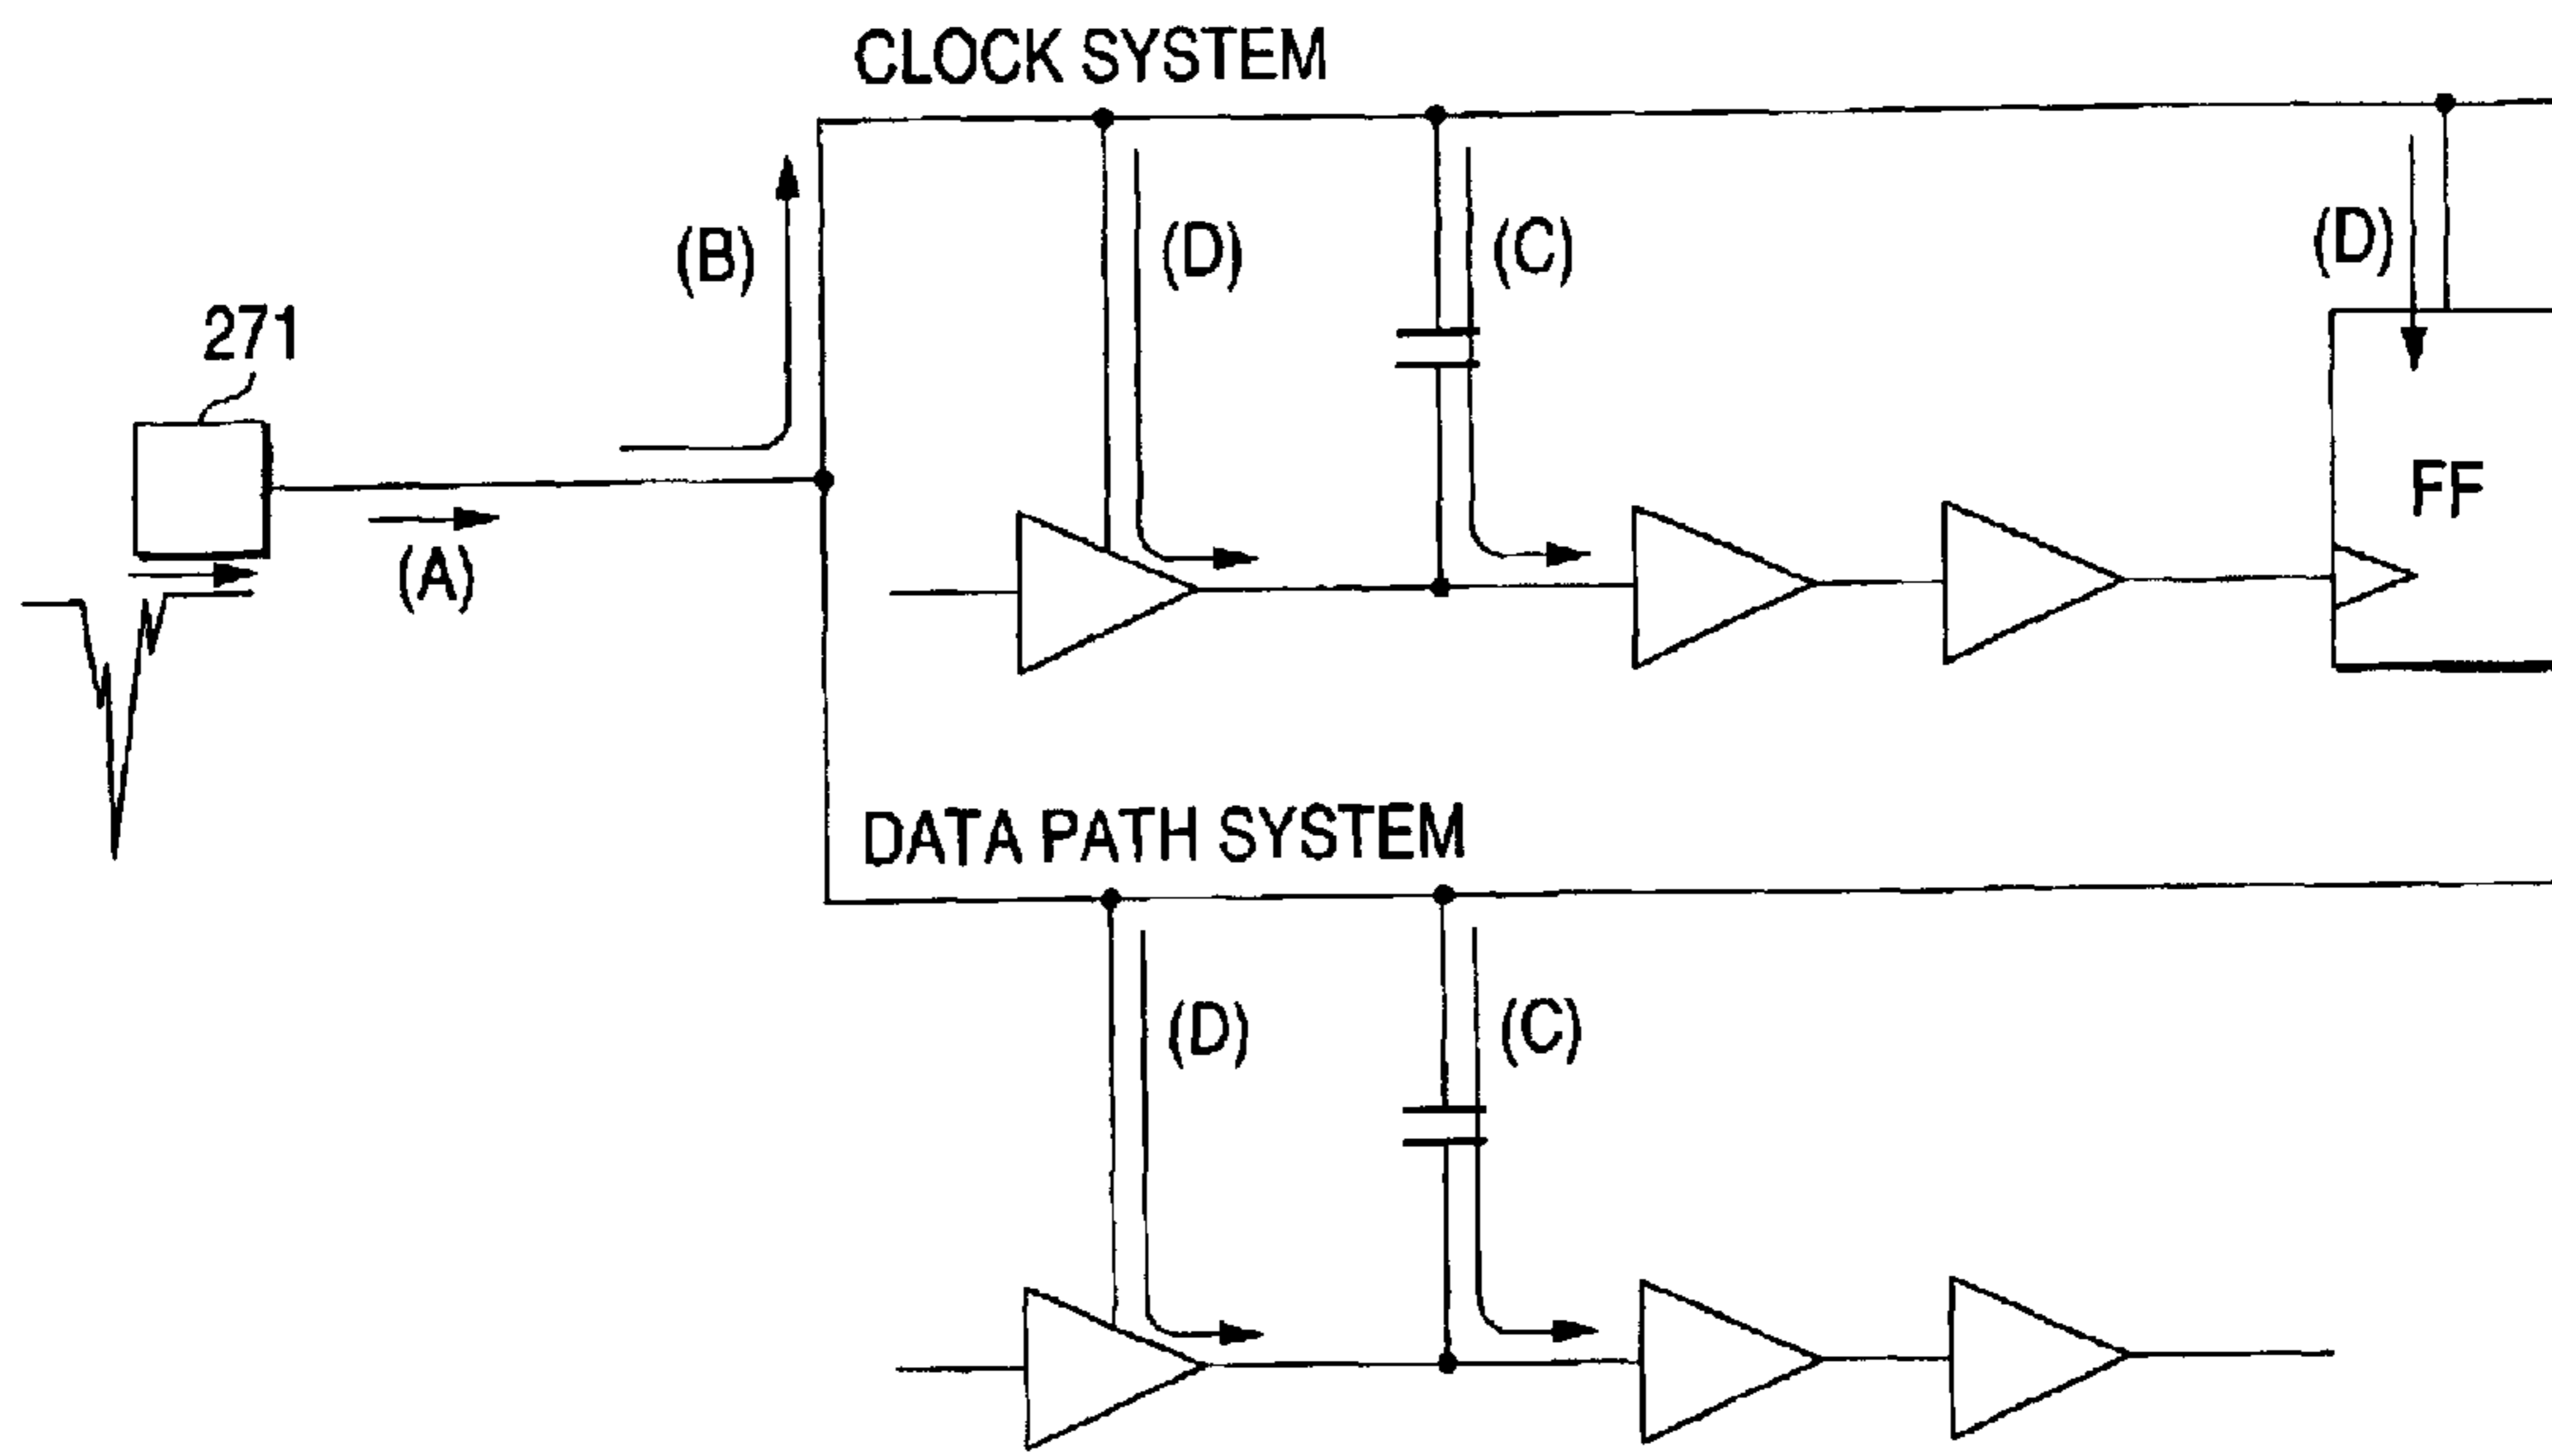 CLOCK SYSTEM
(B)
(D)
(C)
(D)
271
FF
(A)
DATA PATH SYSTEM
(D)
(C)